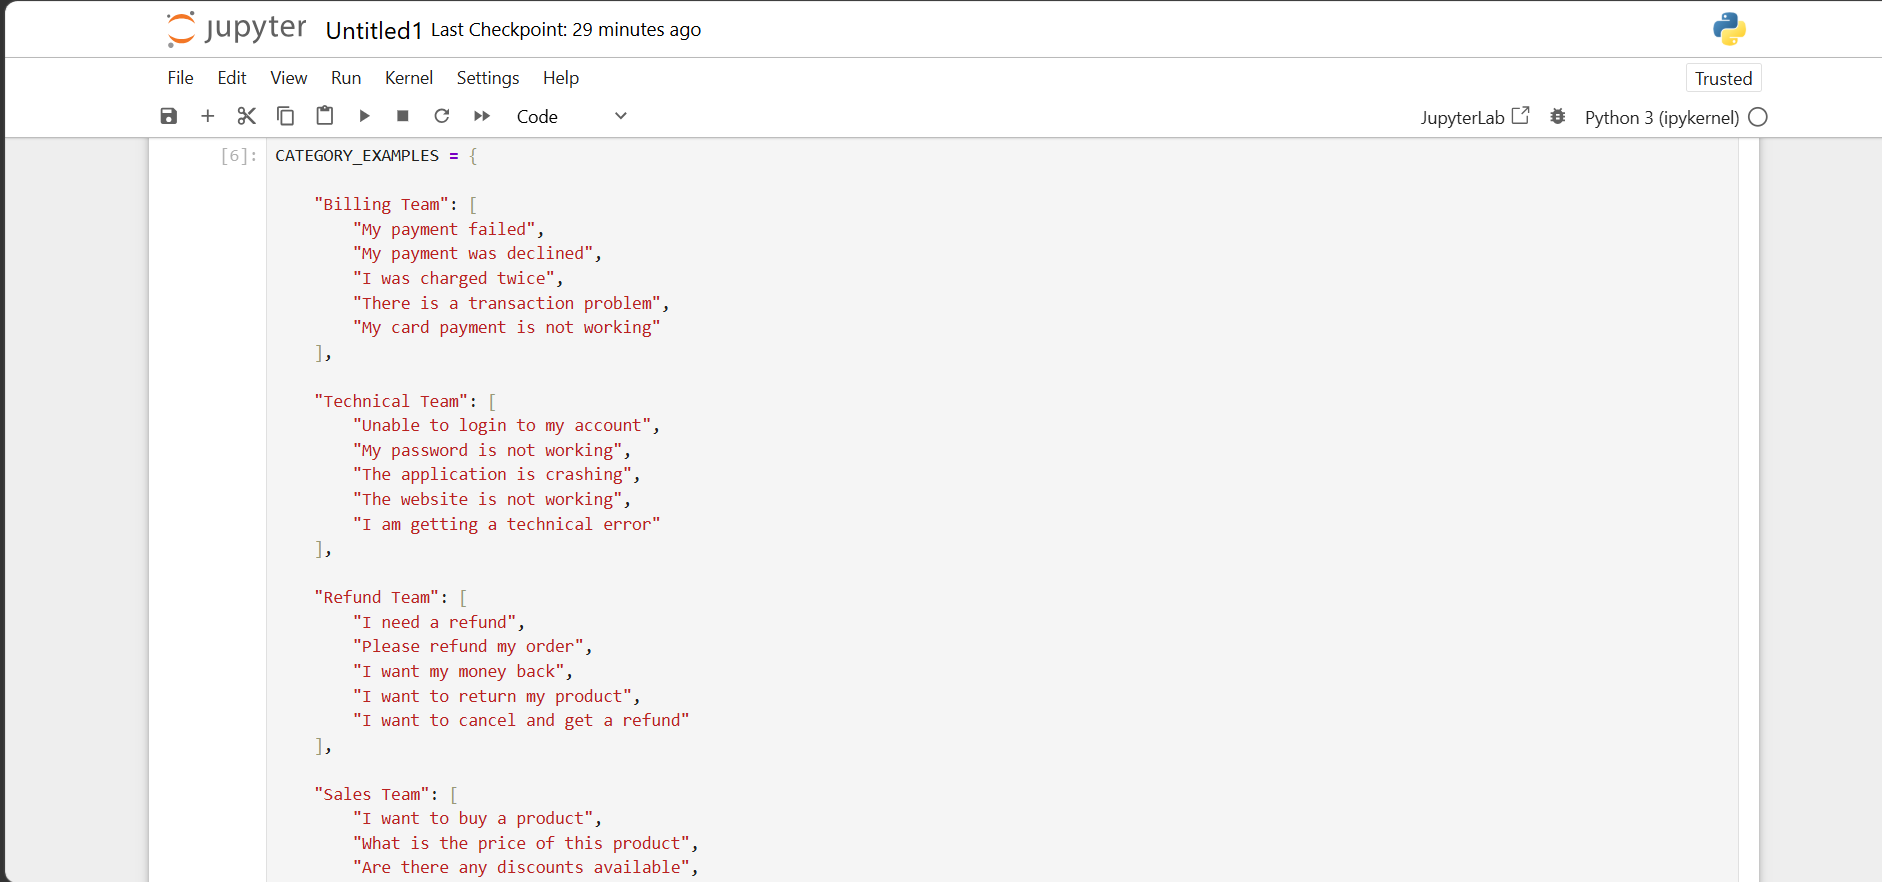 jupyter Untitled1 Last Checkpoint: 29 minutes ago
File Edit View Run Kernel Settings Help
Trusted
Code
JupyterLab
Python 3 (ipykernel)
[6]: CATEGORY_EXAMPLES = {
"Billing Team": [
"My payment failed",
"My payment was declined",
"I was charged twice",
"There is a transaction problem",
"My card payment is not working"
],
"Technical Team": [
"Unable to login to my account",
"My password is not working",
"The application is crashing",
"The website is not working",
"I am getting a technical error"
],
"Refund Team": [
"I need a refund",
"Please refund my order",
"I want my money back",
"I want to return my product",
"I want to cancel and get a refund"
],
"Sales Team": [
"I want to buy a product",
"What is the price of this product",
"Are there any discounts available",